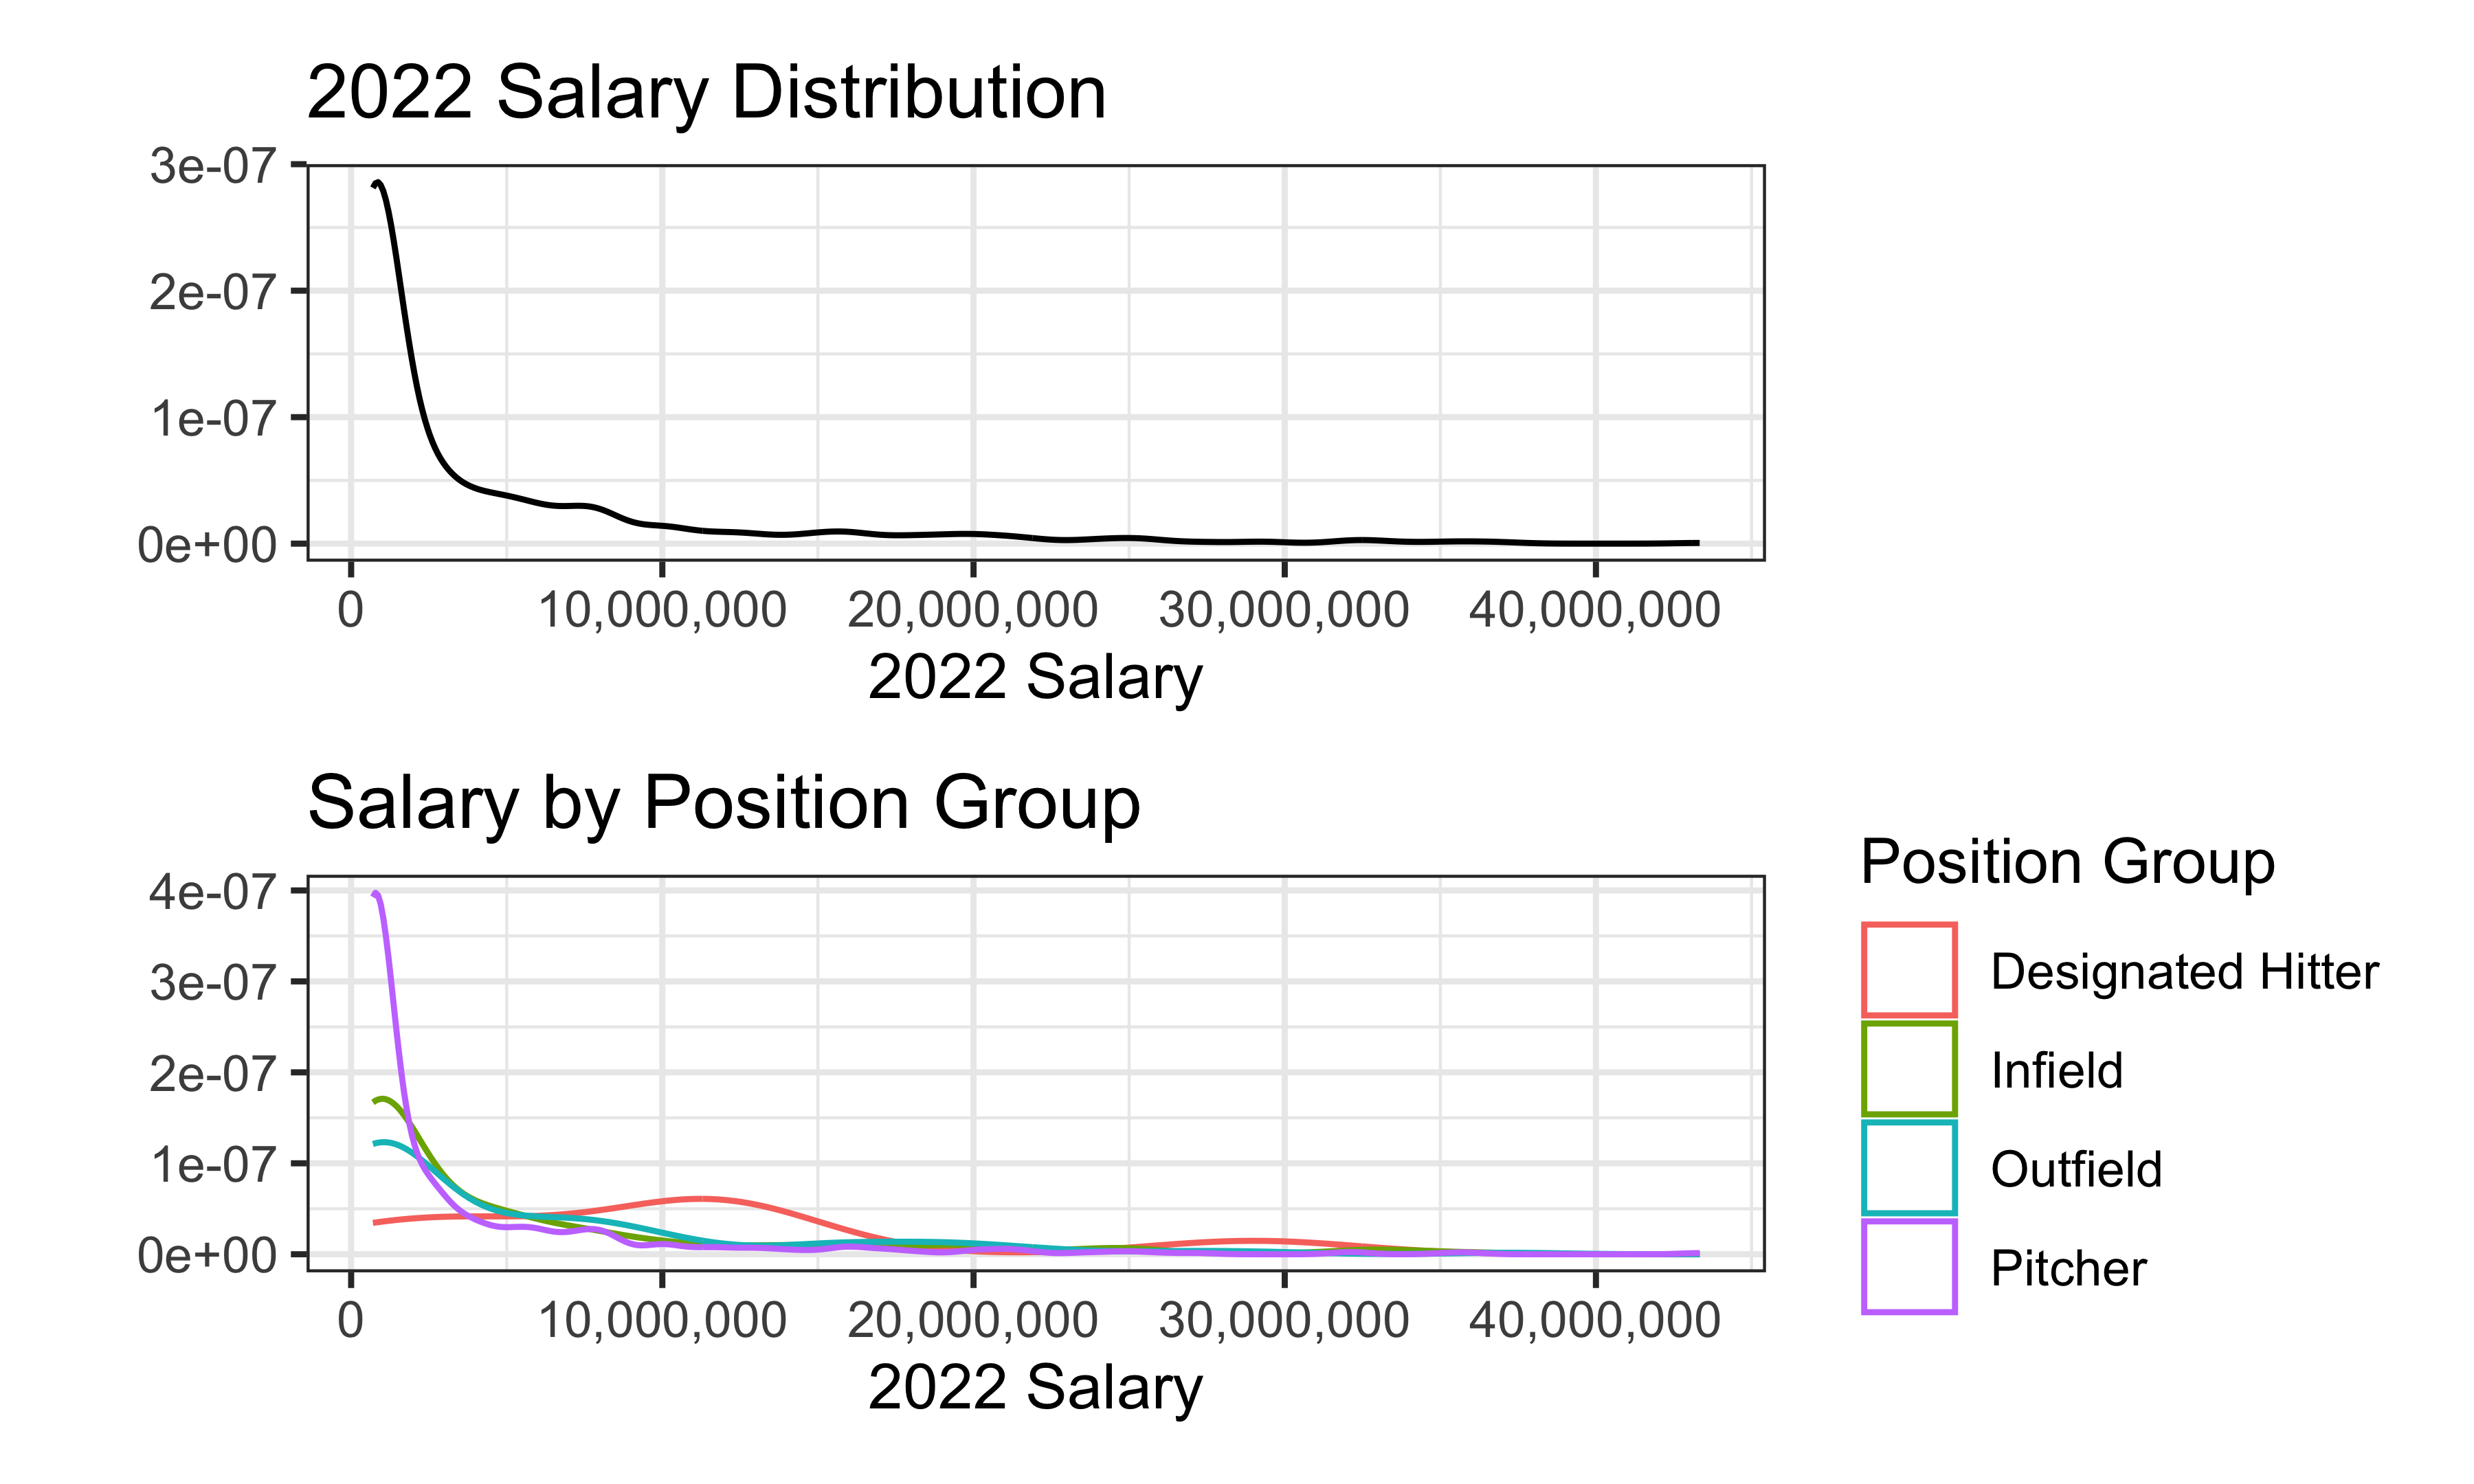 2022 Salary Distribution
3e-07
2e-07
1e-07
0e+00
0 10,000,000 20,000,000 30,000,000 40,000,000
2022 Salary
Salary by Position Group
4e-07
3e-07
2e-07
1e-07
0e+00
0 10,000,000 20,000,000 30,000,000 40,000,000
2022 Salary
Position Group
Designated Hitter
Infield
Outfield
Pitcher